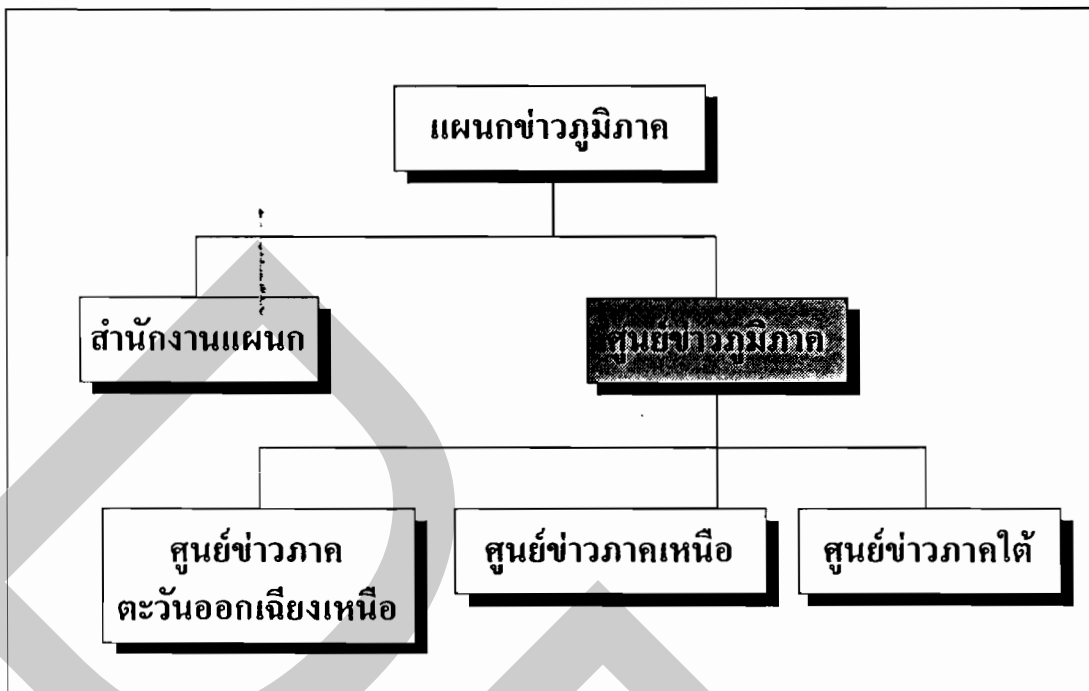 แผนกข่าวภูมิภาค
สำนักงานแผนก
ศูนย์ข่าวภูมิภาค
ศูนย์ข่าวภาค
ตะวันออกเฉียงเหนือ
ศูนย์ข่าวภาคเหนือ
ศูนย์ข่าวภาคใต้